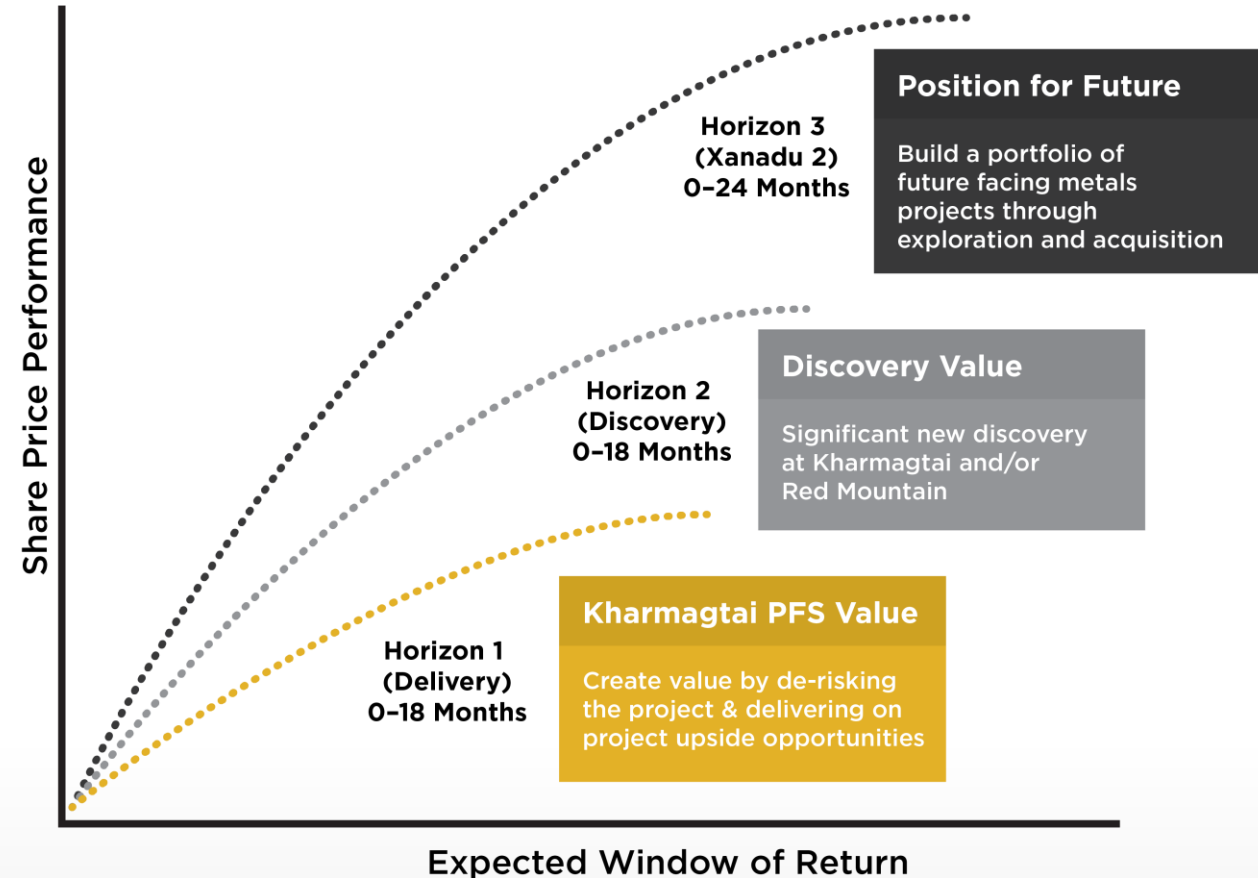 Share Price Performance
Horizon 3
(Xanadu 2)
0–24 Months
Position for Future
Build a portfolio of
future facing metals
projects through
exploration and acquisition
Horizon 2
(Discovery)
0–18 Months
Discovery Value
Significant new discovery
at Kharmagtai and/or
Red Mountain
Horizon 1
(Delivery)
0–18 Months
Kharmagtai PFS Value
Create value by de-risking
the project & delivering on
project upside opportunities
Expected Window of Return